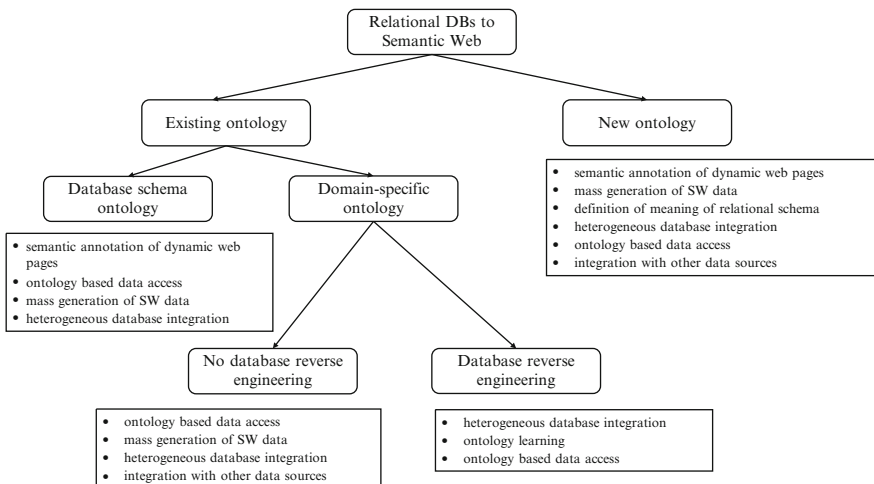 Relational DBs to
Semantic Web
Existing ontology
New ontology
Database schema
ontology
Domain-specific
ontology
• semantic annotation of dynamic web pages
• mass generation of SW data
• definition of meaning of relational schema
• heterogeneous database integration
• ontology based data access
• integration with other data sources
• semantic annotation of dynamic web
pages
• ontology based data access
• mass generation of SW data
• heterogeneous database integration
No database reverse
engineering
Database reverse
engineering
• ontology based data access
• mass generation of SW data
• heterogeneous database integration
• integration with other data sources
• heterogeneous database integration
• ontology learning
• ontology based data access